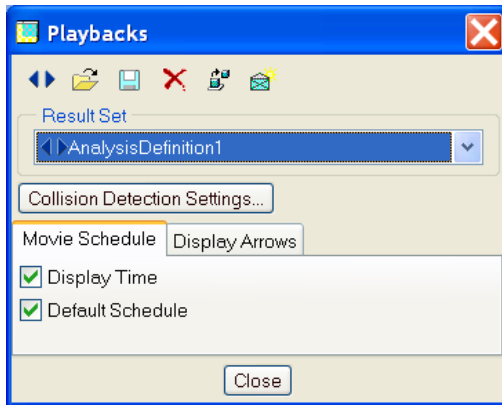 Playbacks
Result Set
AnalysisDefinition1
Collision Detection Settings...
Movie Schedule
Display Arrows
Display Time
Default Schedule
Close